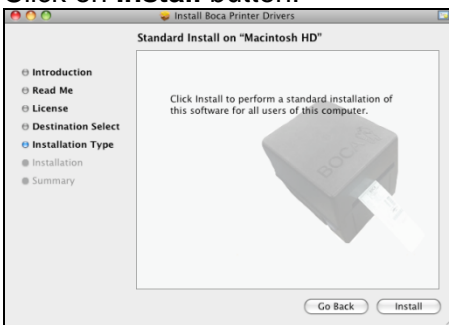 Click on Install button.
Install Boca Printer Drivers
Standard Install on “Macintosh HD”
Introduction
Read Me
License
Destination Select
Installation Type
Installation
Summary
Click Install to perform a standard installation of
this software for all users of this computer.
BOCA
Go Back
Install